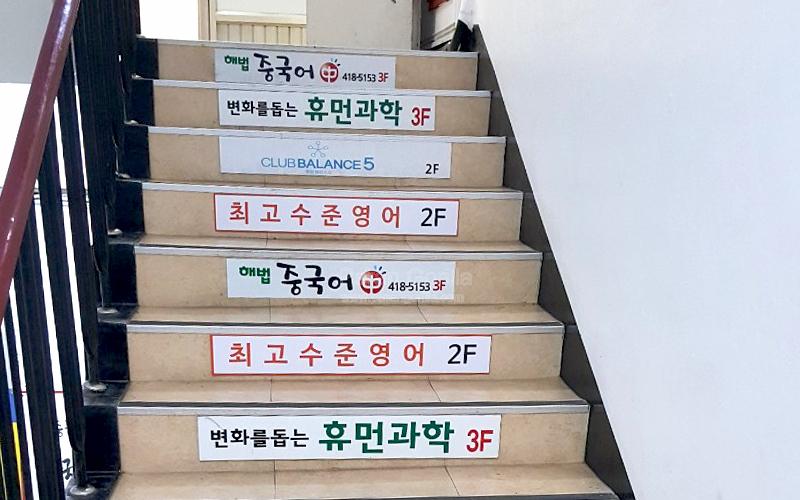 해법 중국어 中 418-5153 3F
변화를돕는 휴먼과학 3F
CLUB BALANCE 5 2F
최고수준영어 2F
해법 중국어 中 418-5153 3F
최고수준영어 2F
변화를돕는 휴먼과학 3F